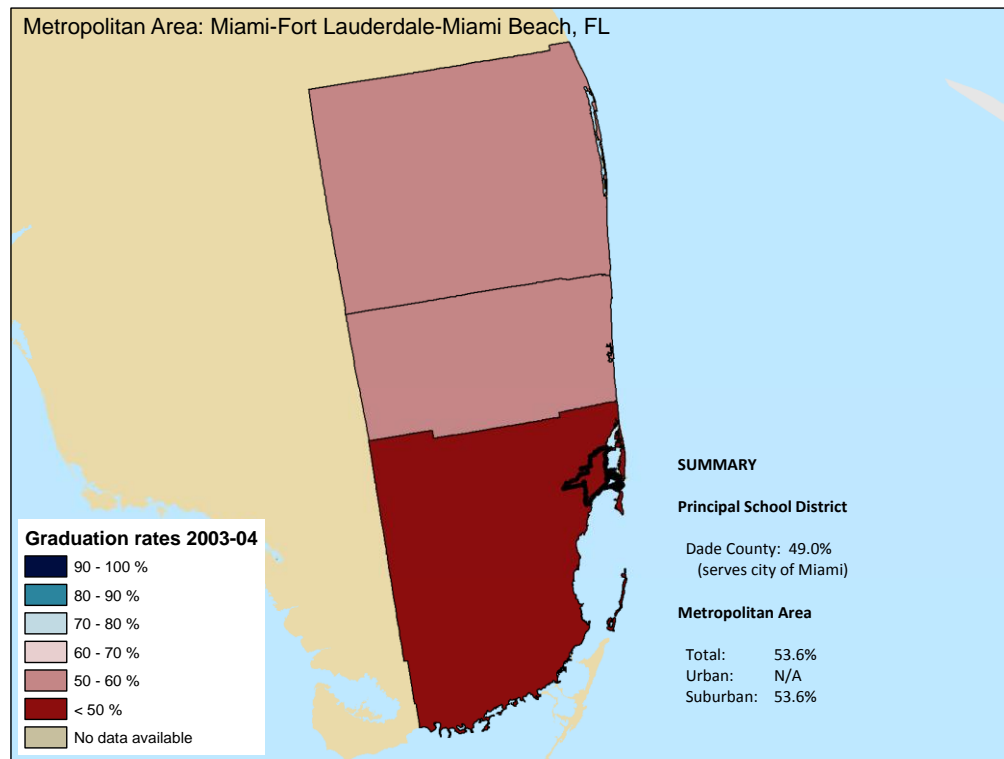 Metropolitan Area: Miami-Fort Lauderdale-Miami Beach, FL
SUMMARY
Principal School District
Dade County: 49.0%
(serves city of Miami)
Metropolitan Area
Total: 53.6%
Urban: N/A
Suburban: 53.6%
Graduation rates 2003-04
90 - 100 %
80 - 90 %
70 - 80 %
60 - 70 %
50 - 60 %
< 50 %
No data available